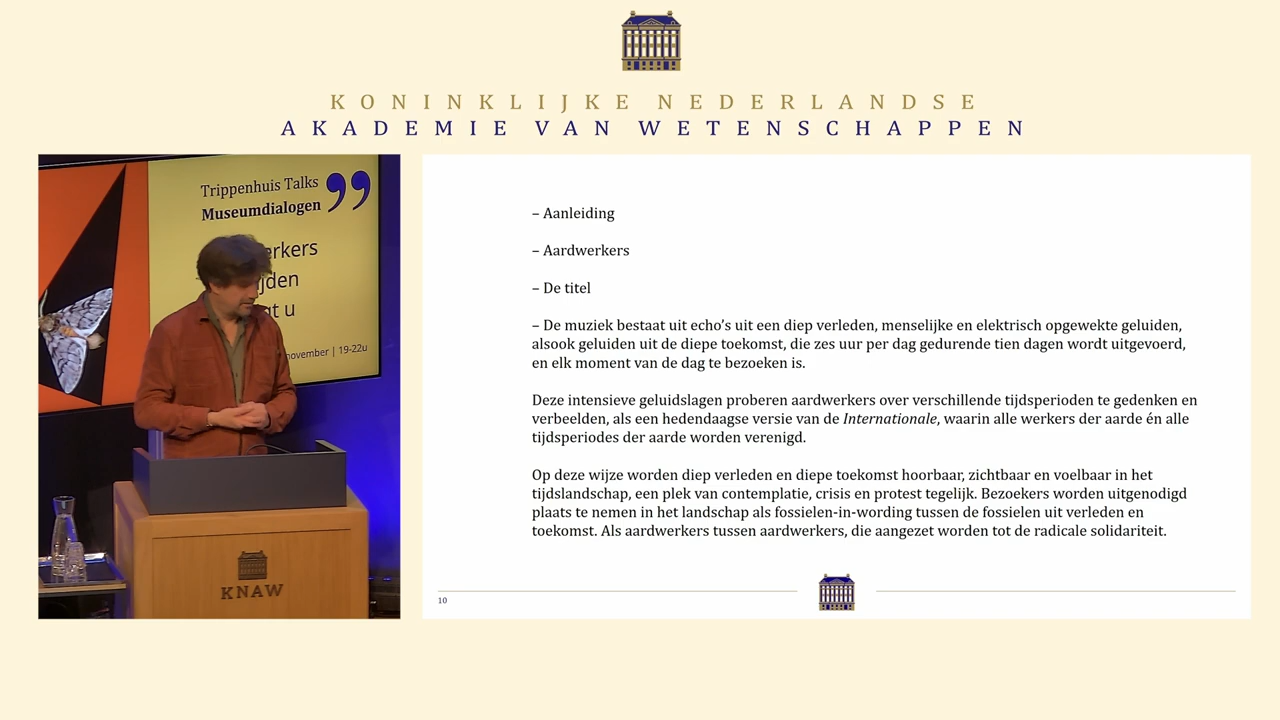 KONINKLIJKE NEDERLANDSE
AKADEMIE VAN WETENSCHAPPEN
Trippenhuis Talks
Museumdialogen
november | 19-22u
KNAW
– Aanleiding
– Aardwerkers
– De titel
– De muziek bestaat uit echo’s uit een diep verleden, menselijke en elektrisch opgewekte geluiden,
alsook geluiden uit de diepe toekomst, die zes uur per dag gedurende tien dagen wordt uitgevoerd,
en elk moment van de dag te bezoeken is.
Deze intensieve geluidslagen proberen aardwerkers over verschillende tijdsperioden te gedenken en
verbeelden, als een hedendaagse versie van de Internationale, waarin alle werkers der aarde én alle
tijdsperiodes der aarde worden verenigd.
Op deze wijze worden diep verleden en diepe toekomst hoorbaar, zichtbaar en voelbaar in het
tijdslandschap, een plek van contemplatie, crisis en protest tegelijk. Bezoekers worden uitgenodigd
plaats te nemen in het landschap als fossielen-in-wording tussen de fossielen uit verleden en
toekomst. Als aardwerkers tussen aardwerkers, die aangezet worden tot de radicale solidariteit.
10